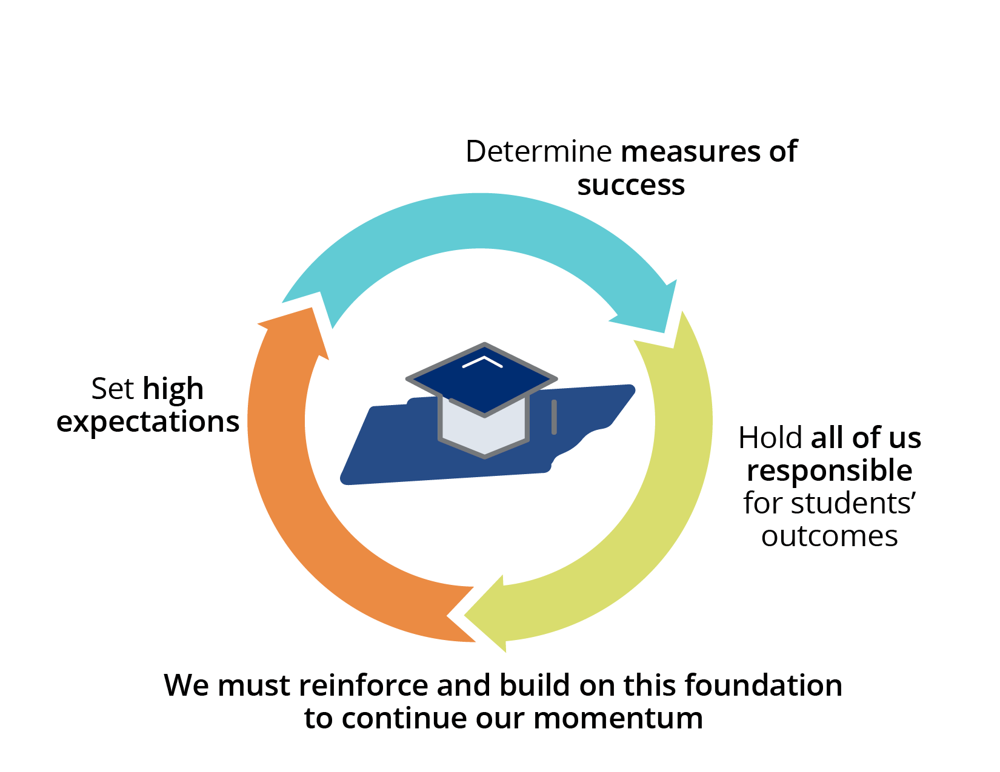 Determine measures of
success
Set high
expectations
Hold all of us
responsible
for students’
outcomes
We must reinforce and build on this foundation
to continue our momentum